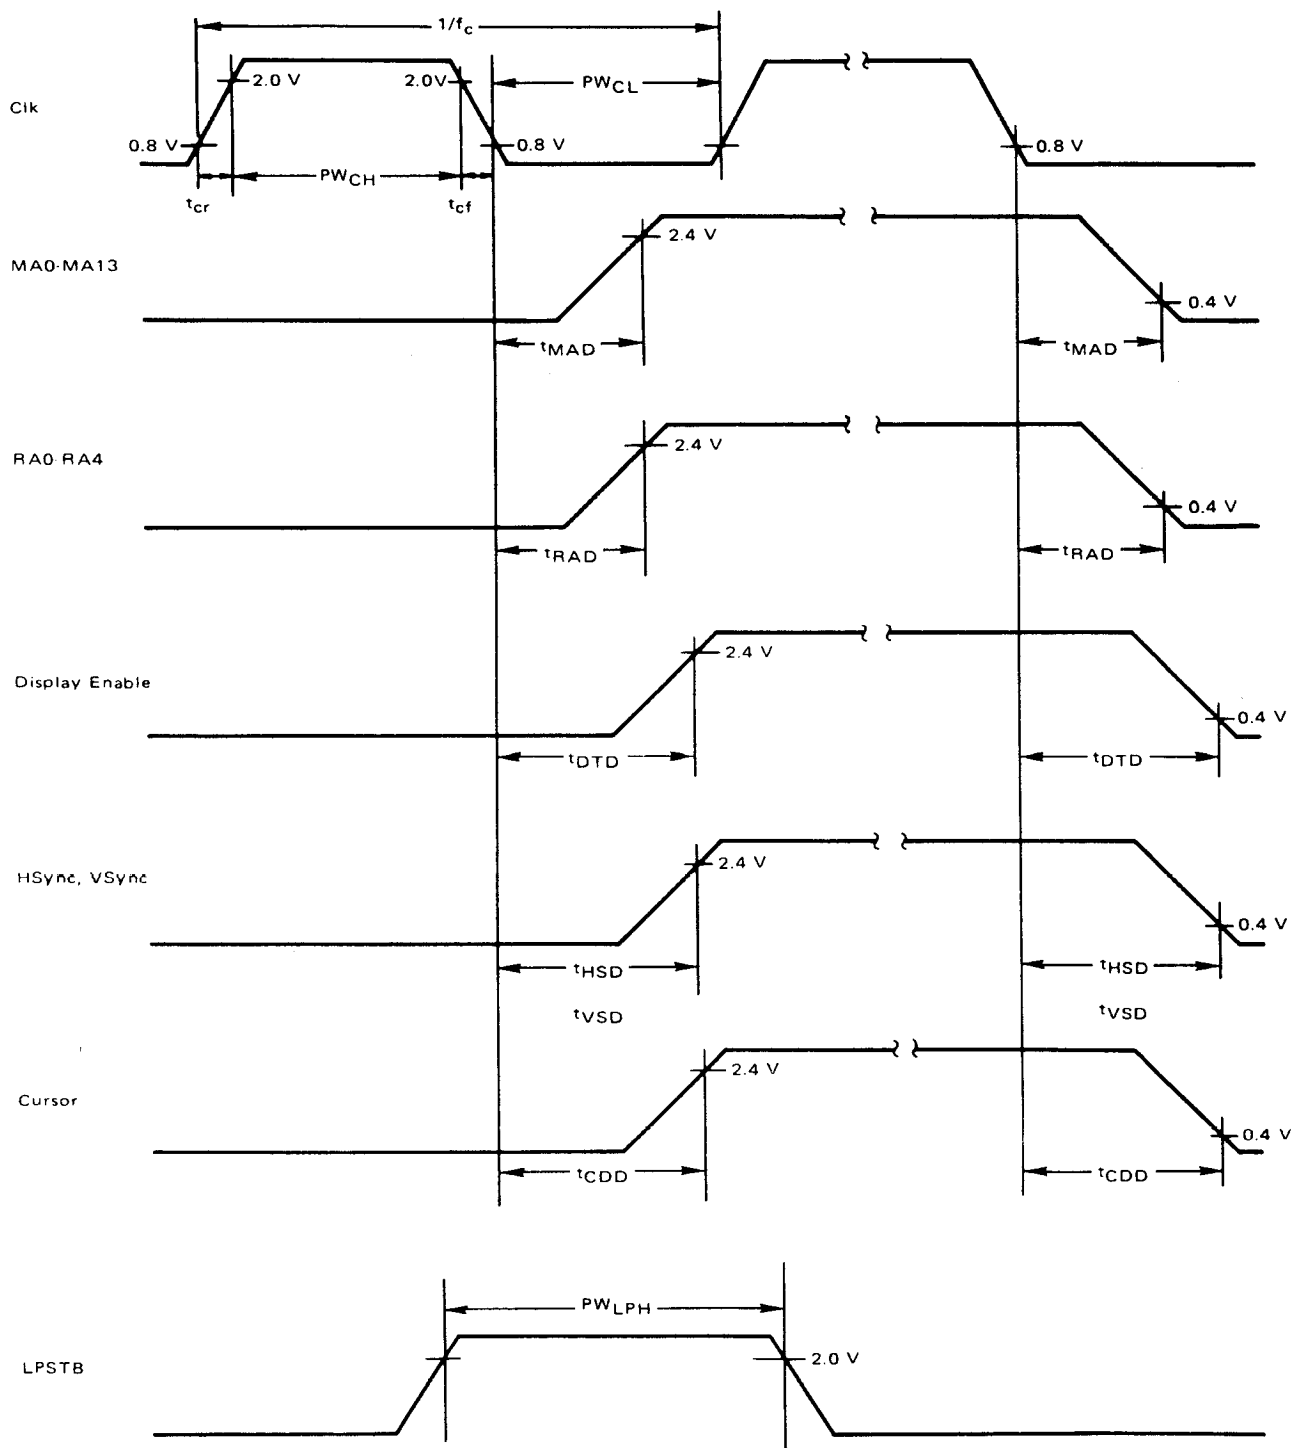 1/fc
Clk
2.0 V
2.0V
PWCL
0.8 V
0.8 V
0.8 V
PWCH
tcr
tcf
MA0-MA13
2.4 V
0.4 V
tMAD
tMAD
RA0-RA4
2.4 V
0.4 V
tRAD
tRAD
Display Enable
2.4 V
0.4 V
tDTD
tDTD
HSync, VSync
2.4 V
0.4 V
tHSD
tHSD
tVSD
tVSD
Cursor
2.4 V
0.4 V
tCDD
tCDD
PWLPH
LPSTB
2.0 V